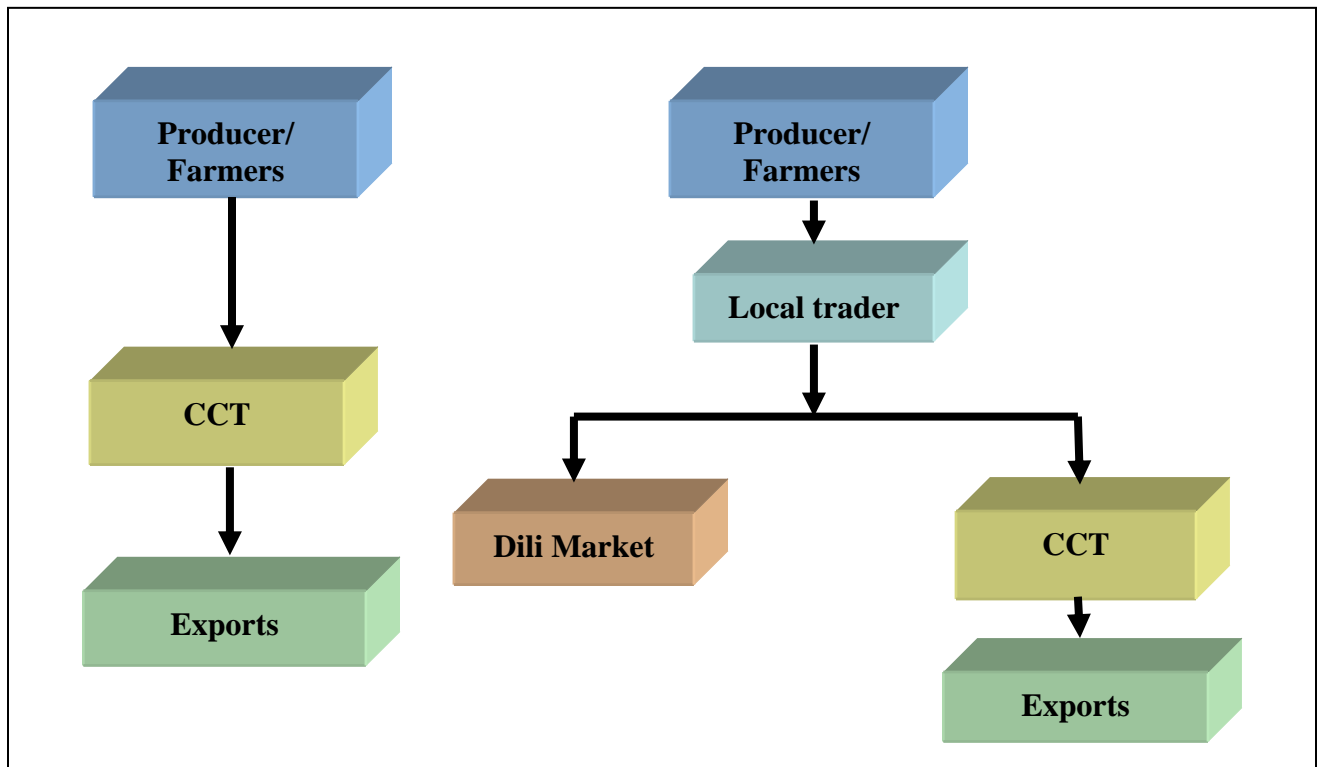 Producer/
Farmers
CCT
Exports
Producer/
Farmers
Local trader
Dili Market
CCT
Exports